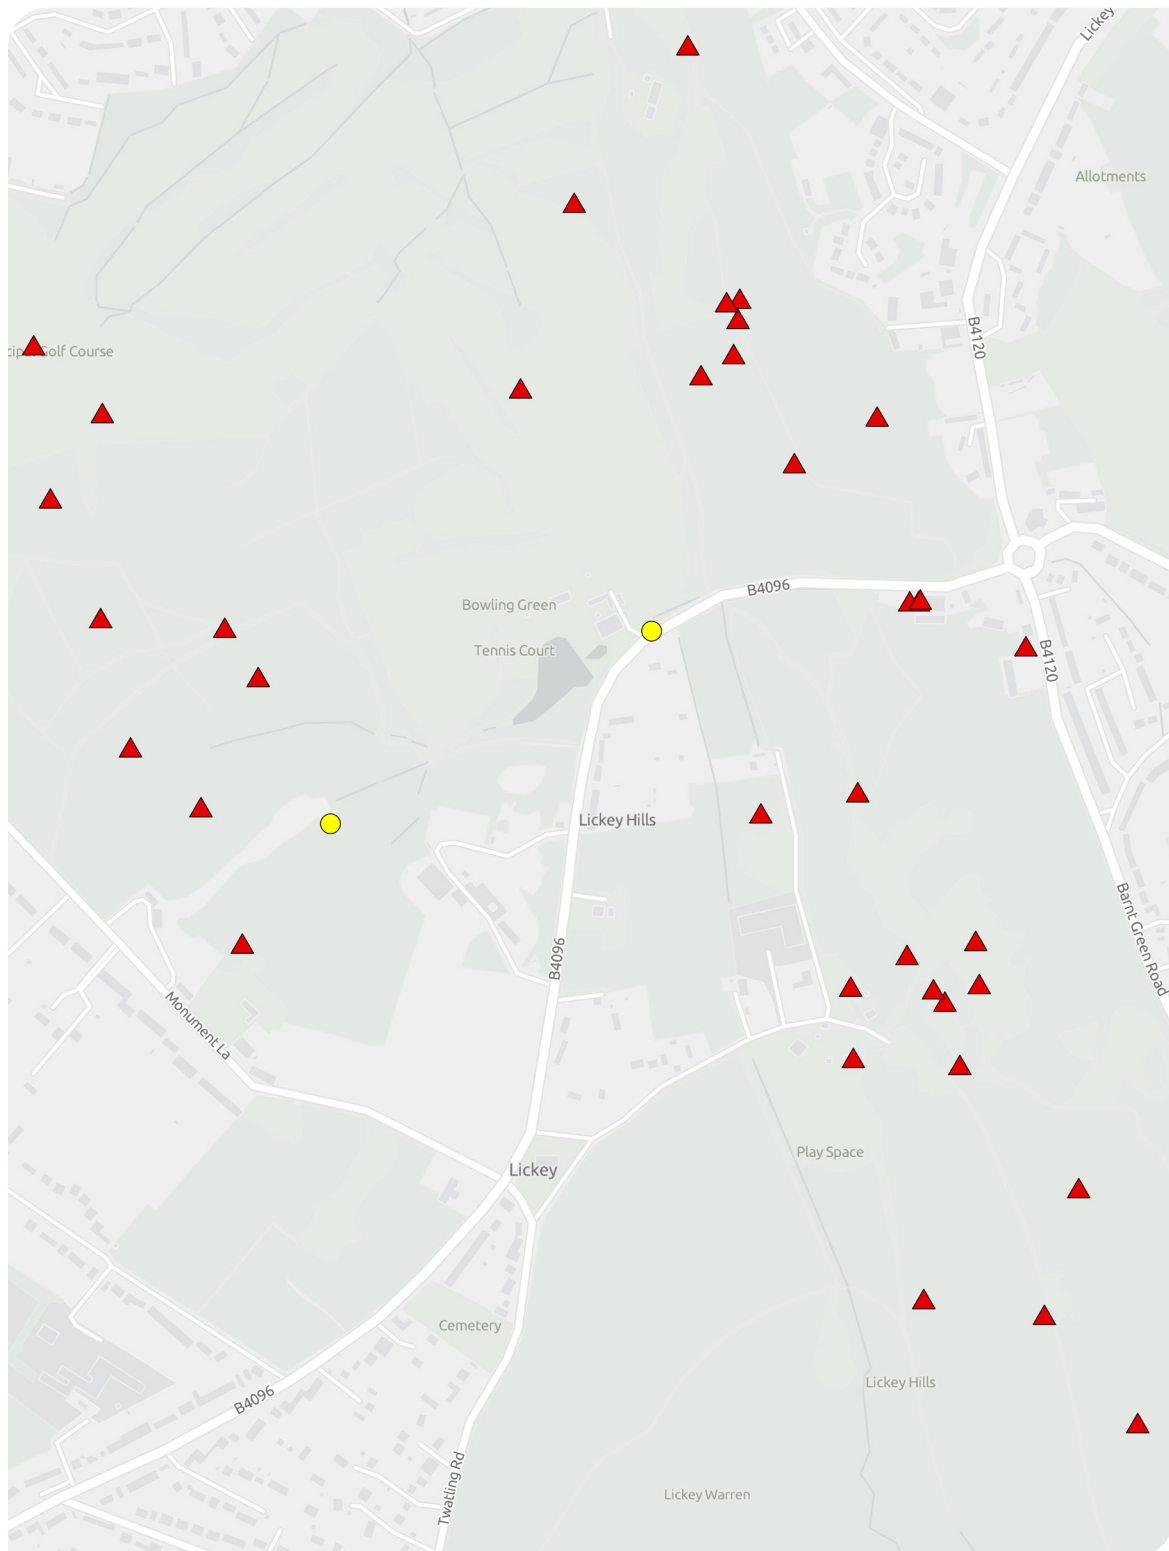 Lickey
Allotments
B4120
Golf Course
B4096
Bowling Green
Tennis Court
B4120
Lickey Hills
Barnt Green Road
B4096
Monument La
Play Space
Lickey
Cemetery
Lickey Hills
B4096
Twatling Rd
Lickey Warren